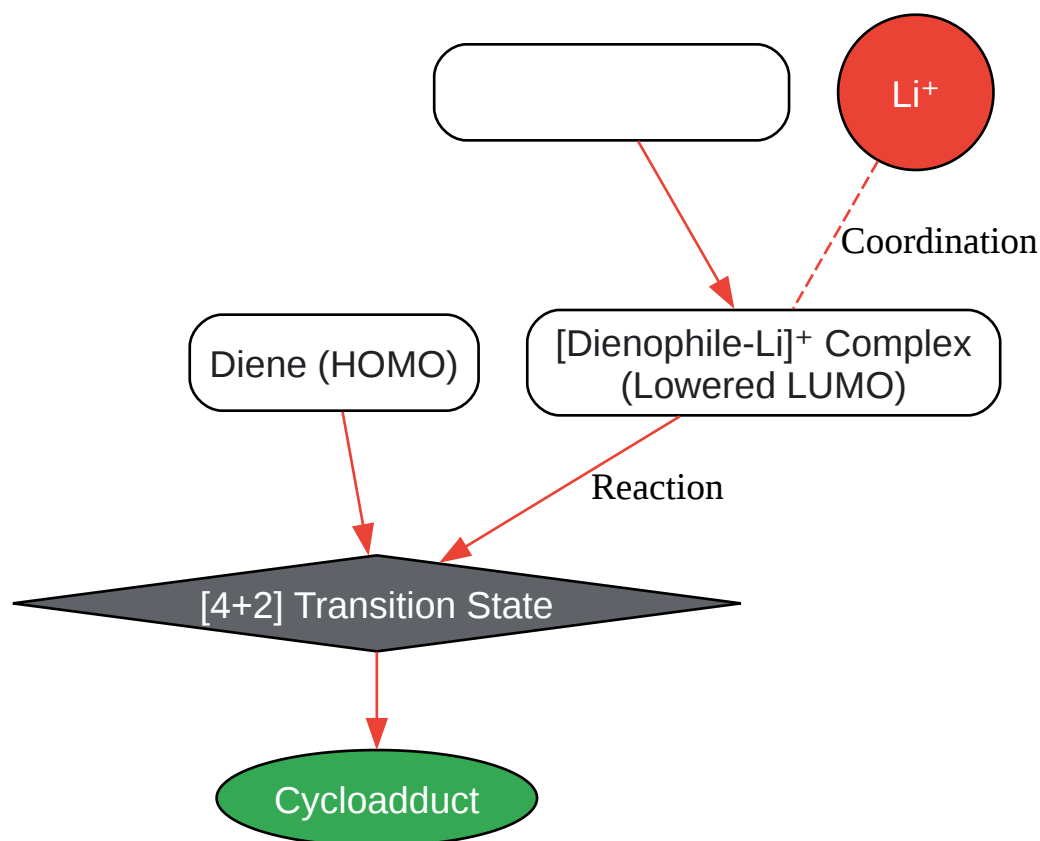 Li⁺
Coordination
Diene (HOMO)
[Dienophile-Li]⁺ Complex
(Lowered LUMO)
Reaction
[4+2] Transition State
Cycloadduct